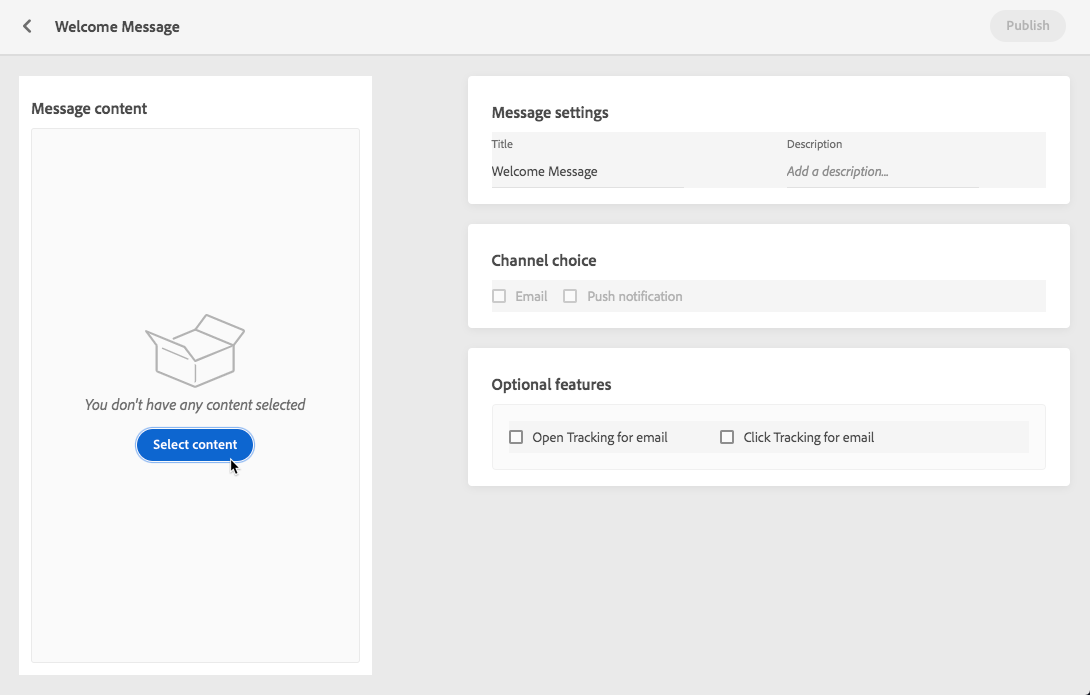 Welcome Message
Publish
Message content
You don't have any content selected
Select content
Message settings
Title
Description
Welcome Message
Add a description...
Channel choice
Email
Push notification
Optional features
Open Tracking for email
Click Tracking for email